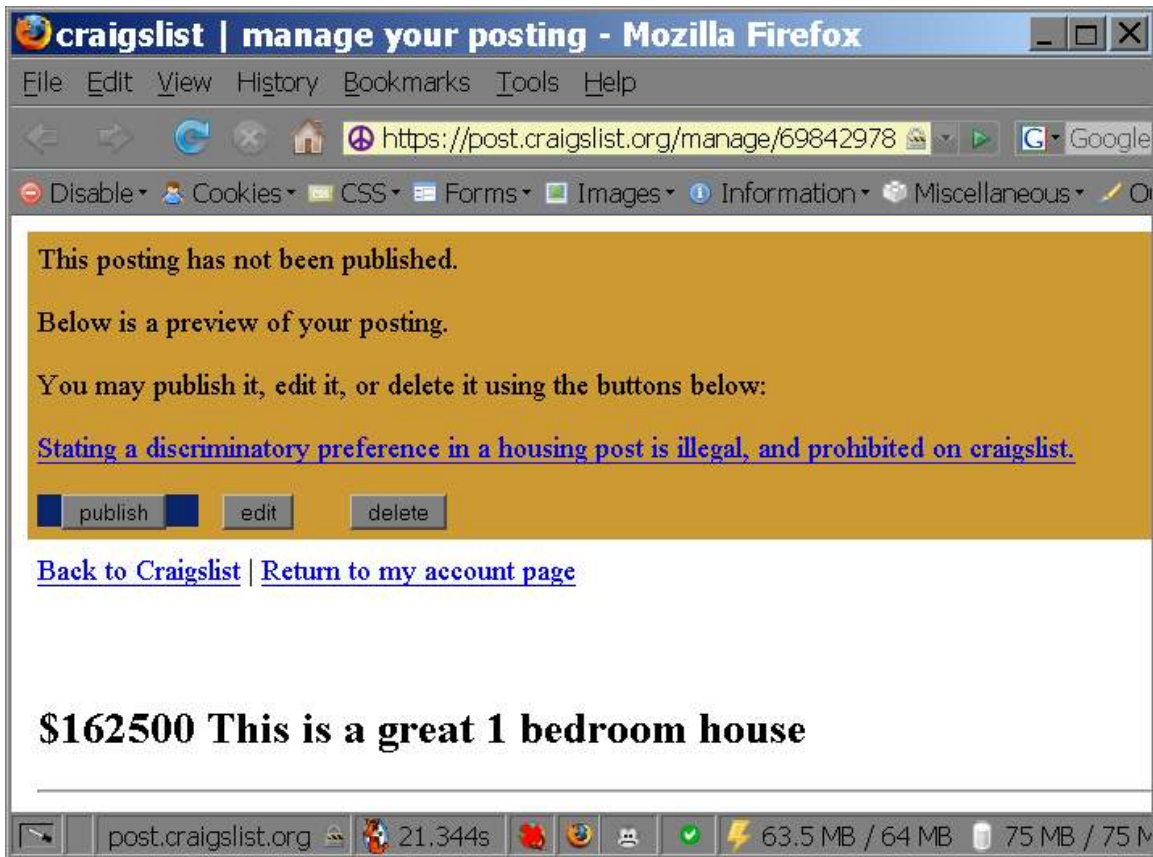 craigslist | manage your posting - Mozilla Firefox
File Edit View History Bookmarks Tools Help
https://post.craigslist.org/manage/69842978 G Google
Disable Cookies CSS Forms Images Information Miscellaneous
This posting has not been published.
Below is a preview of your posting.
You may publish it, edit it, or delete it using the buttons below:
Stating a discriminatory preference in a housing post is illegal, and prohibited on craigslist.
publish edit delete
Back to Craigslist | Return to my account page
$162500 This is a great 1 bedroom house
post.craigslist.org 21.344s 63.5 MB / 64 MB 75 MB / 75